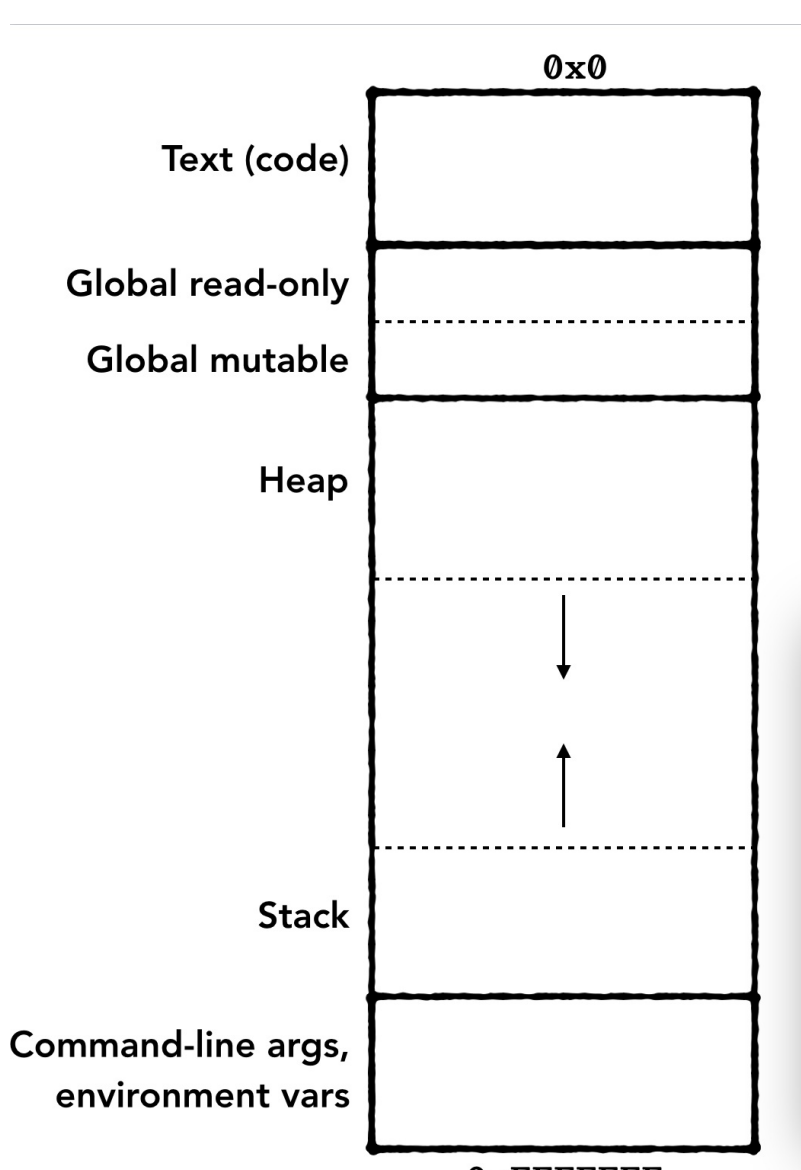 0x0
Text (code)
Global read-only
Global mutable
Heap
Stack
Command-line args,
environment vars